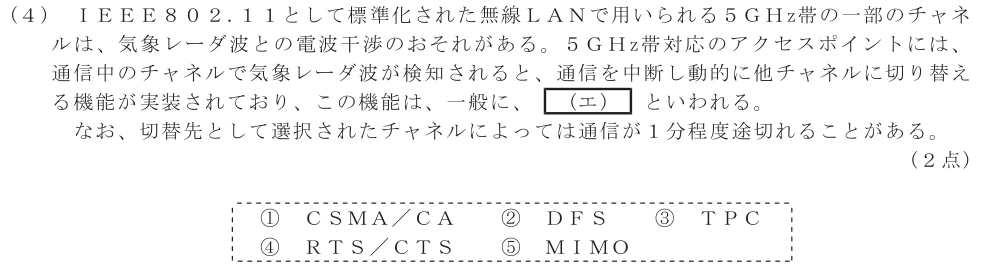 (４) ＩＥＥＥ８０２.１１として標準化された無線ＬＡＮで用いられる５ＧＨz帯の一部のチャネ
ルは、気象レーダ波との電波干渉のおそれがある。５ＧＨz帯対応のアクセスポイントには、
通信中のチャネルで気象レーダ波が検知されると、通信を中断し動的に他チャネルに切り替え
る機能が実装されており、この機能は、一般に、 (エ) といわれる。
なお、切替先として選択されたチャネルによっては通信が１分程度途切れることがある。
(２点)
① ＣＳＭＡ／ＣＡ ② ＤＦＳ ③ ＴＰＣ
④ ＲＴＳ／ＣＴＳ ⑤ ＭＩＭＯ